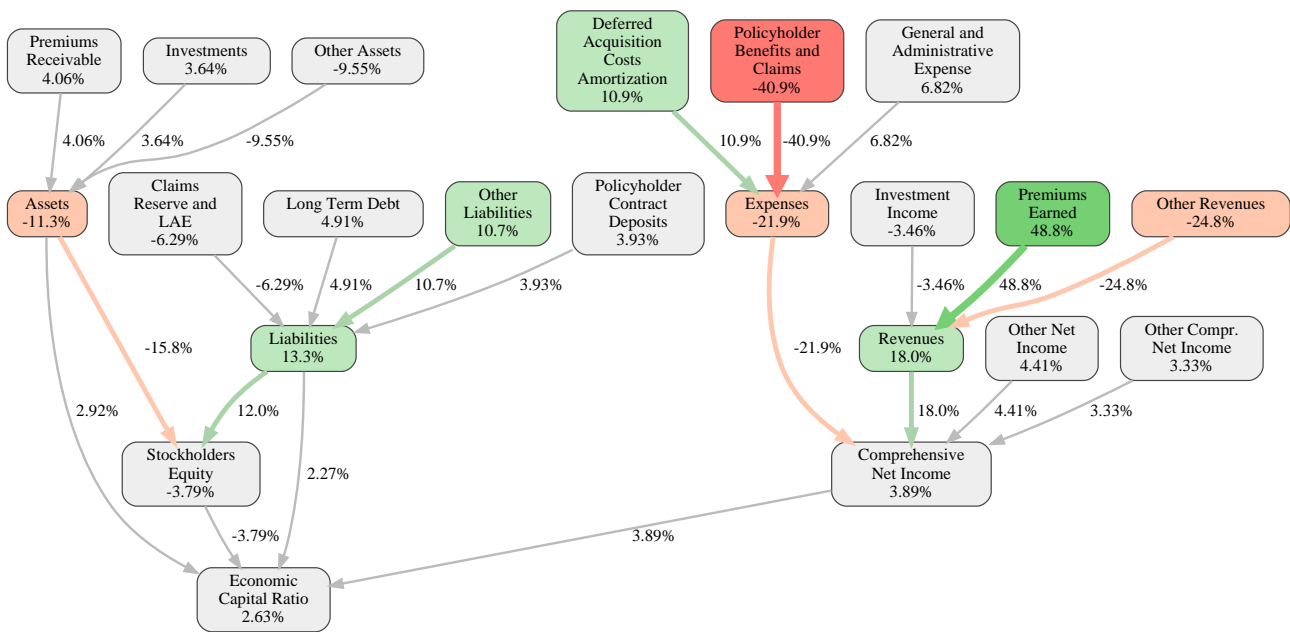 Premiums
Receivable
4.06%
Investments
3.64%
Other Assets
-9.55%
Deferred
Acquisition
Costs
Amortization
10.9%
Policyholder
Benefits and
Claims
-40.9%
General and
Administrative
Expense
6.82%
4.06%
3.64%
-9.55%
10.9%
-40.9%
6.82%
Assets
-11.3%
Claims
Reserve and
LAE
-6.29%
Long Term Debt
4.91%
Other
Liabilities
10.7%
Policyholder
Contract
Deposits
3.93%
Expenses
-21.9%
Investment
Income
-3.46%
Premiums
Earned
48.8%
Other Revenues
-24.8%
-6.29%
4.91%
10.7%
3.93%
-3.46%
48.8%
-24.8%
Liabilities
13.3%
Revenues
18.0%
Other Net
Income
4.41%
Other Compr.
Net Income
3.33%
-15.8%
-21.9%
2.92%
12.0%
2.27%
18.0%
4.41%
3.33%
Stockholders
Equity
-3.79%
Comprehensive
Net Income
3.89%
-3.79%
3.89%
Economic
Capital Ratio
2.63%